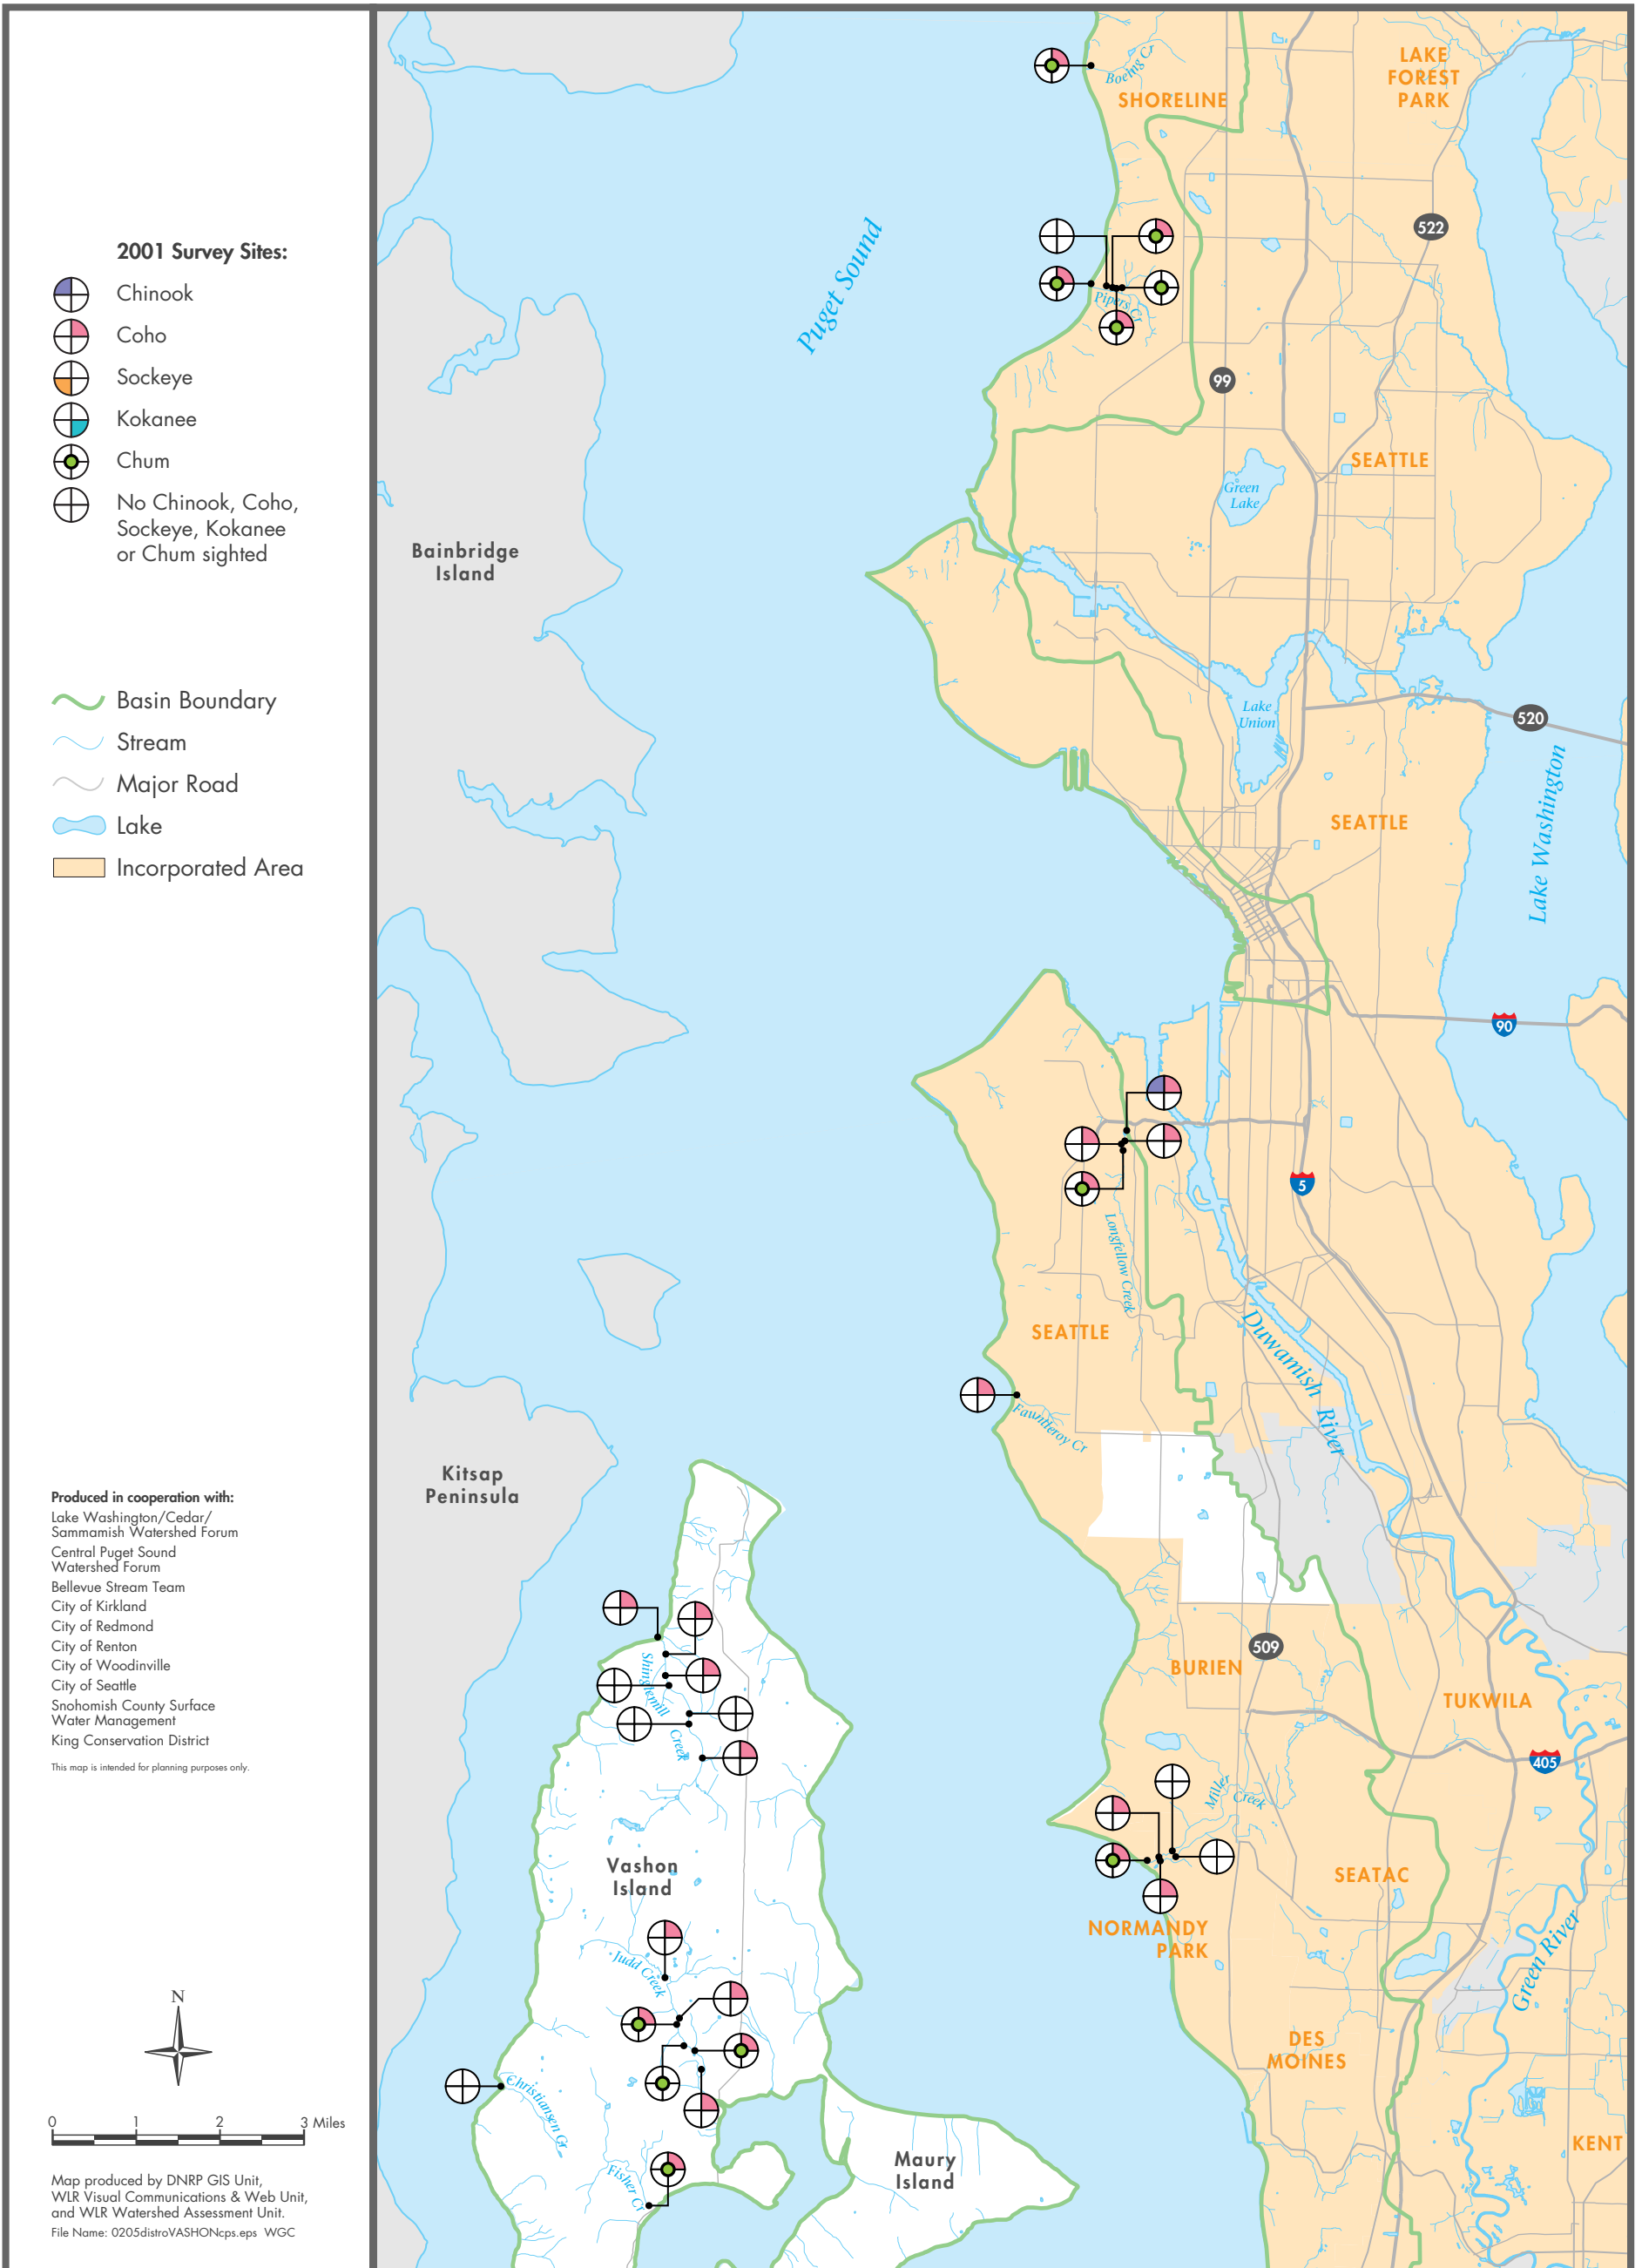 2001 Survey Sites:
Chinook
Coho
Sockeye
Kokanee
Chum
No Chinook, Coho,
Sockeye, Kokanee
or Chum sighted
Basin Boundary
Stream
Major Road
Lake
Incorporated Area
Produced in cooperation with:
Lake Washington/Cedar/
Sammamish Watershed Forum
Central Puget Sound
Watershed Forum
Bellevue Stream Team
City of Kirkland
City of Redmond
City of Renton
City of Woodinville
City of Seattle
Snohomish County Surface
Water Management
King Conservation District
This map is intended for planning purposes only.
N
0 1 2 3 Miles
Map produced by DNRP GIS Unit,
WLR Visual Communications & Web Unit,
and WLR Watershed Assessment Unit.
File Name: 0205distroVASHONcps.eps WGC
Boeing Cr
SHORELINE
LAKE
FOREST
PARK
522
Puget Sound
Pipers Cr
99
SEATTLE
Green
Lake
Bainbridge
Island
Lake
Union
520
SEATTLE
Lake Washington
90
5
Longfellow Creek
SEATTLE
Duwamish River
Fauntleroy Cr
Kitsap
Peninsula
509
BURIEN
TUKWILA
Shinglemill
Creek
405
Miller
Creek
Vashon
Island
SEATAC
NORMANDY
PARK
Judd Creek
Green River
DES
MOINES
Christiansen Cr
KENT
Maury
Island
Fisher Cr